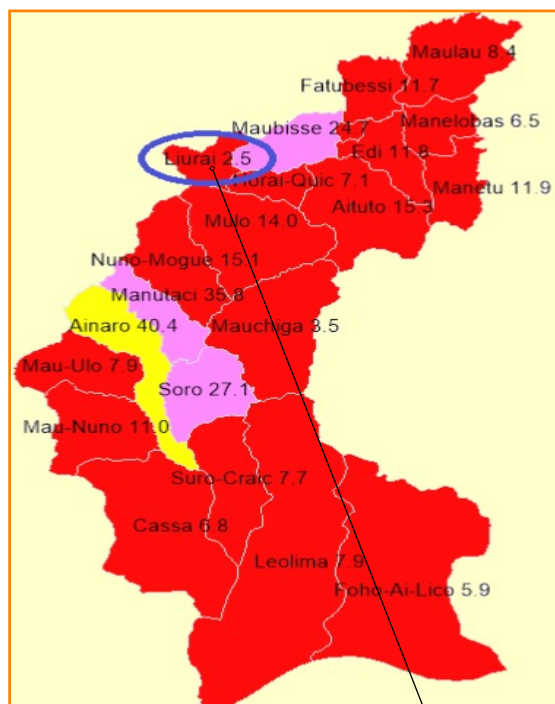 Maulau 8.4
Fatubessi 11.7
Maubisse 24.7
Manelobas 6.5
Edi 11.8
Liurai 2.5
Horai-Quic 7.1
Manetu 11.9
Aituto 15.3
Mulo 14.0
Nuno-Mogue 15.1
Manutaci 35.8
Ainaro 40.4
Mauchiga 3.5
Mau-Ulo 7.9
Soro 27.1
Mau-Nuno 11.0
Suro-Craic 7.7
Cassa 6.8
Leolima 7.9
Foho-Ai-Lico 5.9